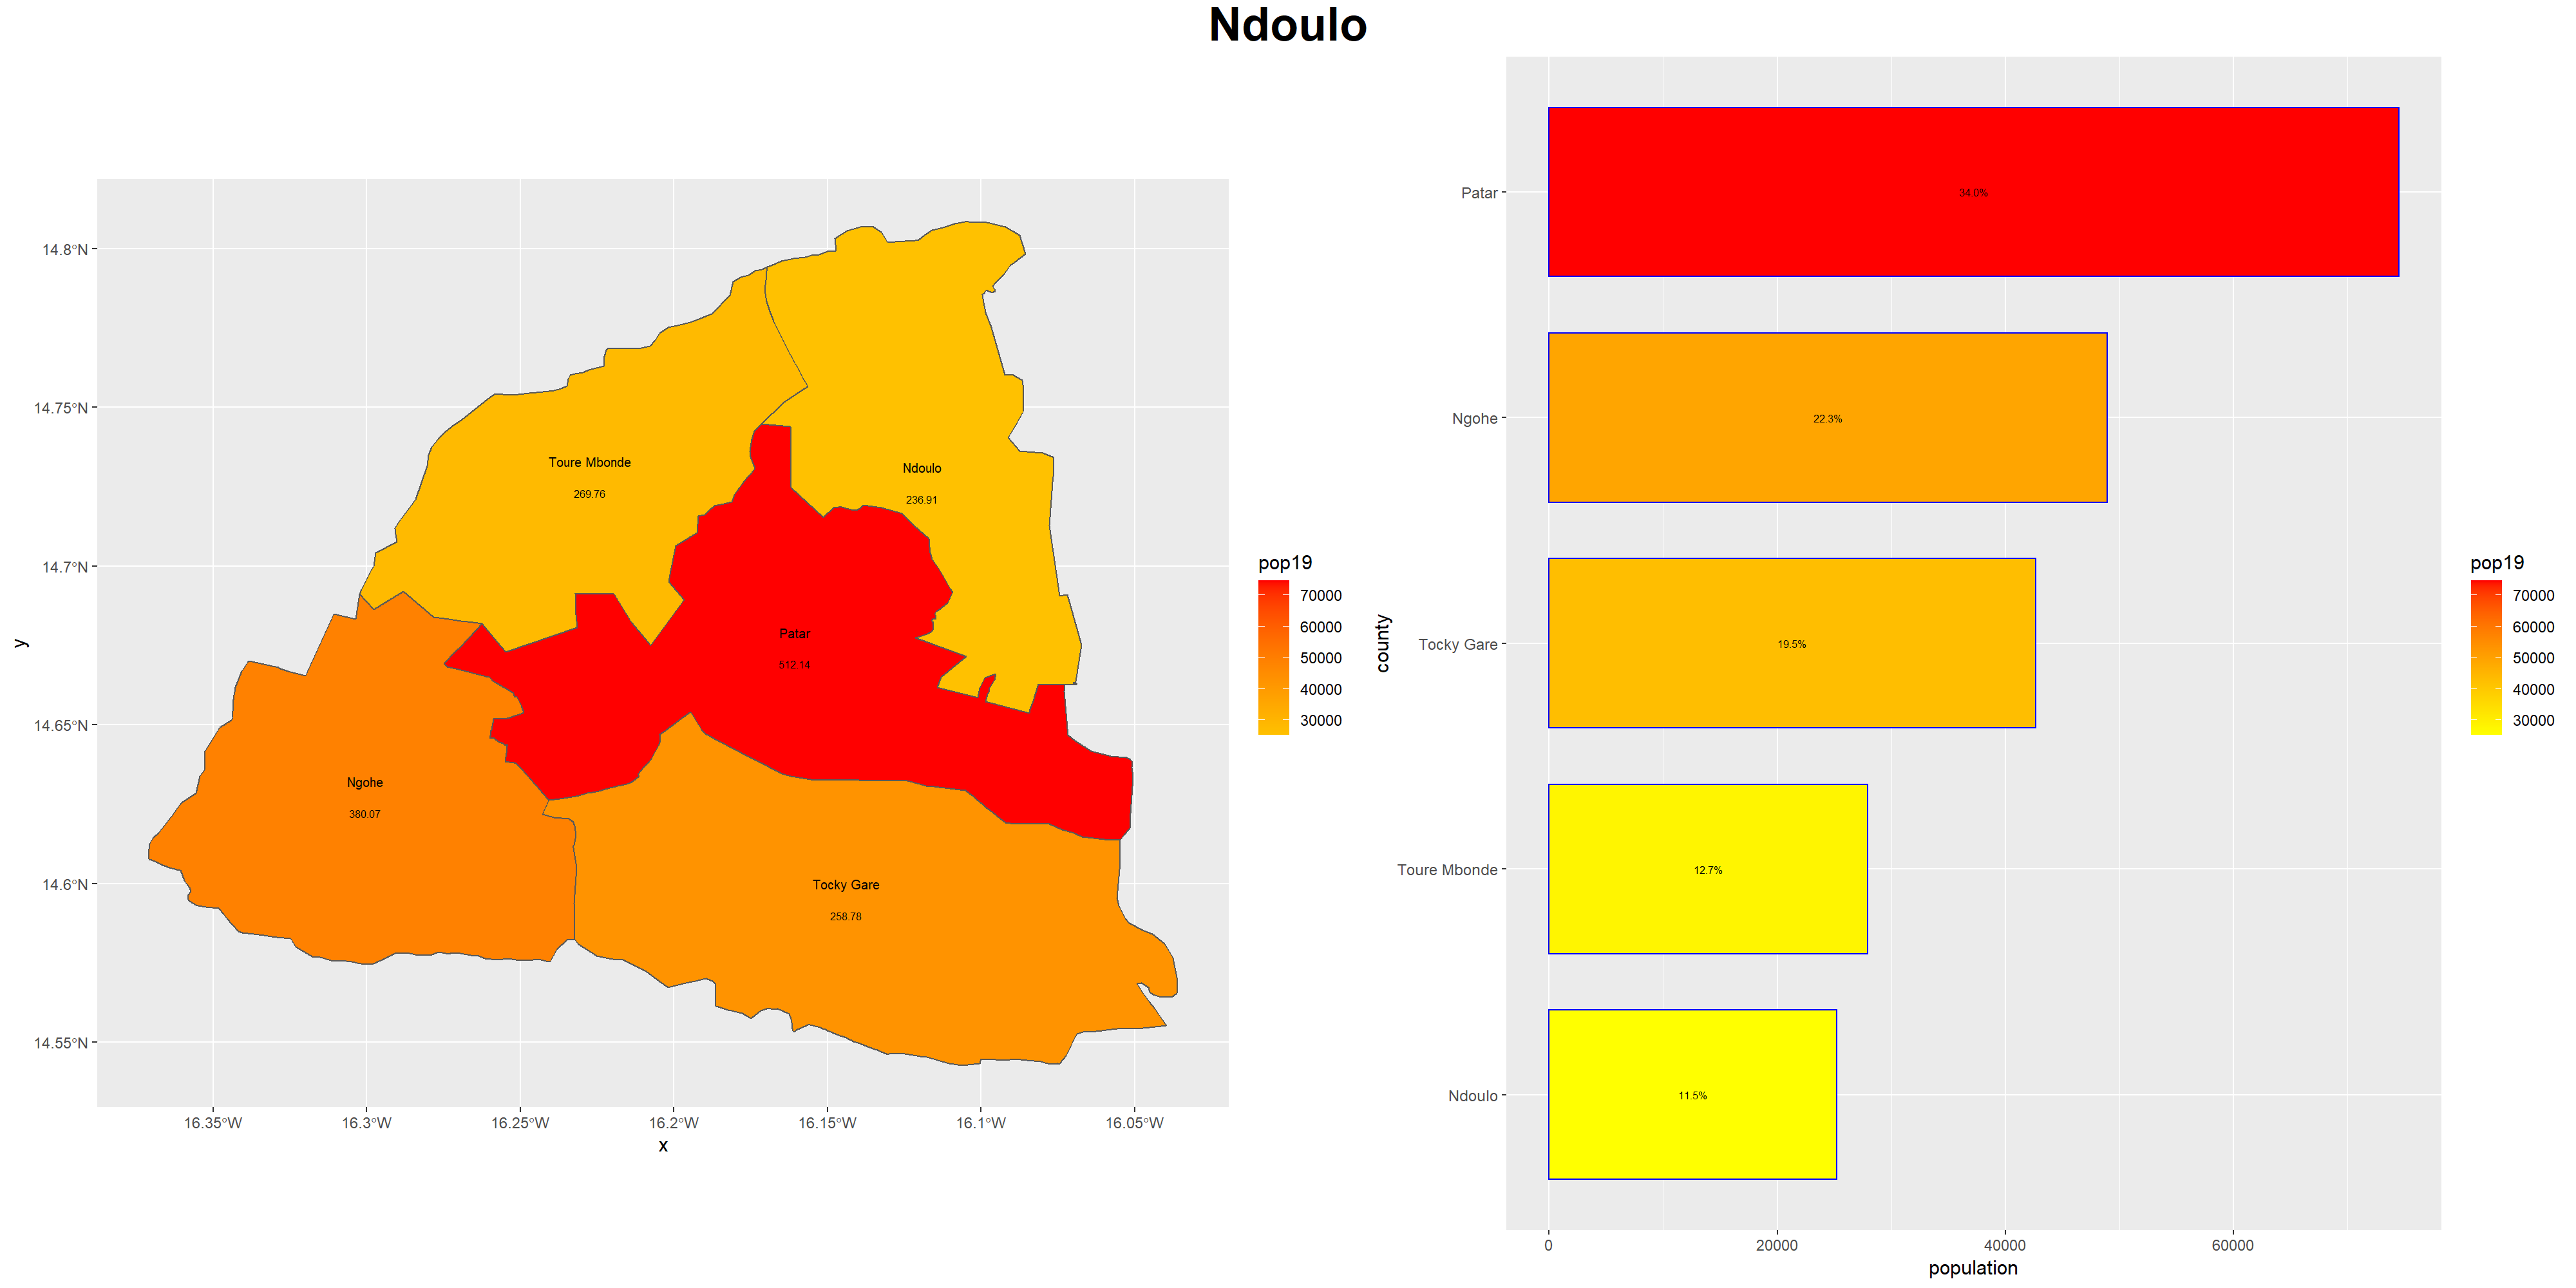 Ndoulo
y
14.8°N
14.75°N
14.7°N
14.65°N
14.6°N
14.55°N
Toure Mbonde
269.76
Ndoulo
236.91
Patar
512.14
Ngohe
380.07
Tocky Gare
258.78
16.35°W
16.3°W
16.25°W
16.2°W
16.15°W
16.1°W
16.05°W
x
pop19
70000
60000
50000
40000
30000
county
Patar
34.0%
Ngohe
22.3%
Tocky Gare
19.5%
Toure Mbonde
12.7%
Ndoulo
11.5%
0
20000
40000
60000
population
pop19
70000
60000
50000
40000
30000